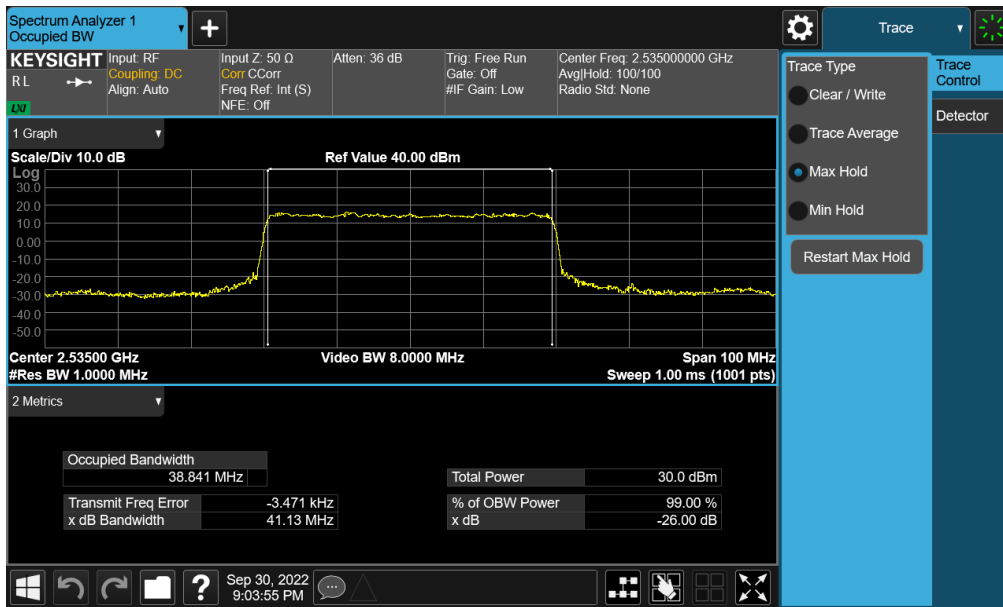 Spectrum Analyzer 1
Occupied BW
+
Trace
KEYSIGHT
R L
LXI
Input: RF
Coupling: DC
Align: Auto
Input Z: 50 Ω
Corr CCorr
Freq Ref: Int (S)
NFE: Off
Atten: 36 dB
Trig: Free Run
Gate: Off
#IF Gain: Low
Center Freq: 2.535000000 GHz
Avg|Hold: 100/100
Radio Std: None
Trace Type
Clear / Write
Trace Average
Max Hold
Min Hold
Restart Max Hold
Trace
Control
Detector
1 Graph
Scale/Div 10.0 dB
Ref Value 40.00 dBm
Log
30.0
20.0
10.0
0.00
-10.0
-20.0
-30.0
-40.0
-50.0
Center 2.53500 GHz
Video BW 8.0000 MHz
Span 100 MHz
#Res BW 1.0000 MHz
Sweep 1.00 ms (1001 pts)
2 Metrics
Occupied Bandwidth
38.841 MHz
Total Power 30.0 dBm
Transmit Freq Error -3.471 kHz
% of OBW Power 99.00 %
x dB Bandwidth 41.13 MHz
x dB -26.00 dB
?
Sep 30, 2022
9:03:55 PM